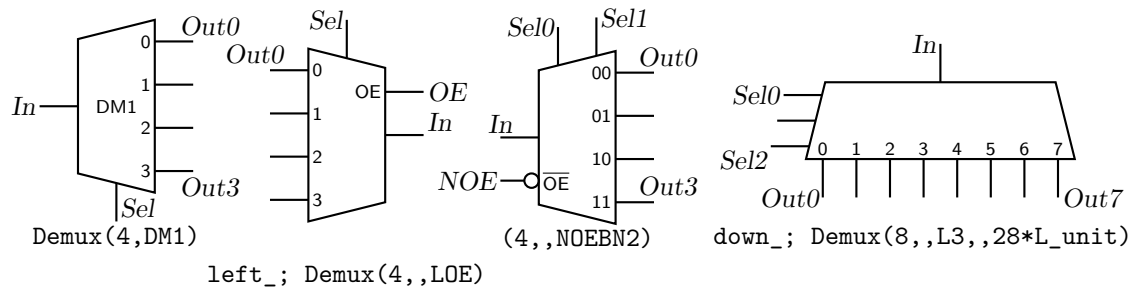 Out0
0
1
In
DM1
2
3
Out3
Sel
Demux(4,DM1)
Sel
Out0
0
OE
OE
1
In
2
3
left_; Demux(4,,LOE)
Sel0
Sel1
00
Out0
01
In
10
NOE
OE
11
Out3
(4,,NOEBN2)
In
Sel0
Sel2
0 1 2 3 4 5 6 7
Out0
Out7
down_; Demux(8,,L3,,28*L_unit)